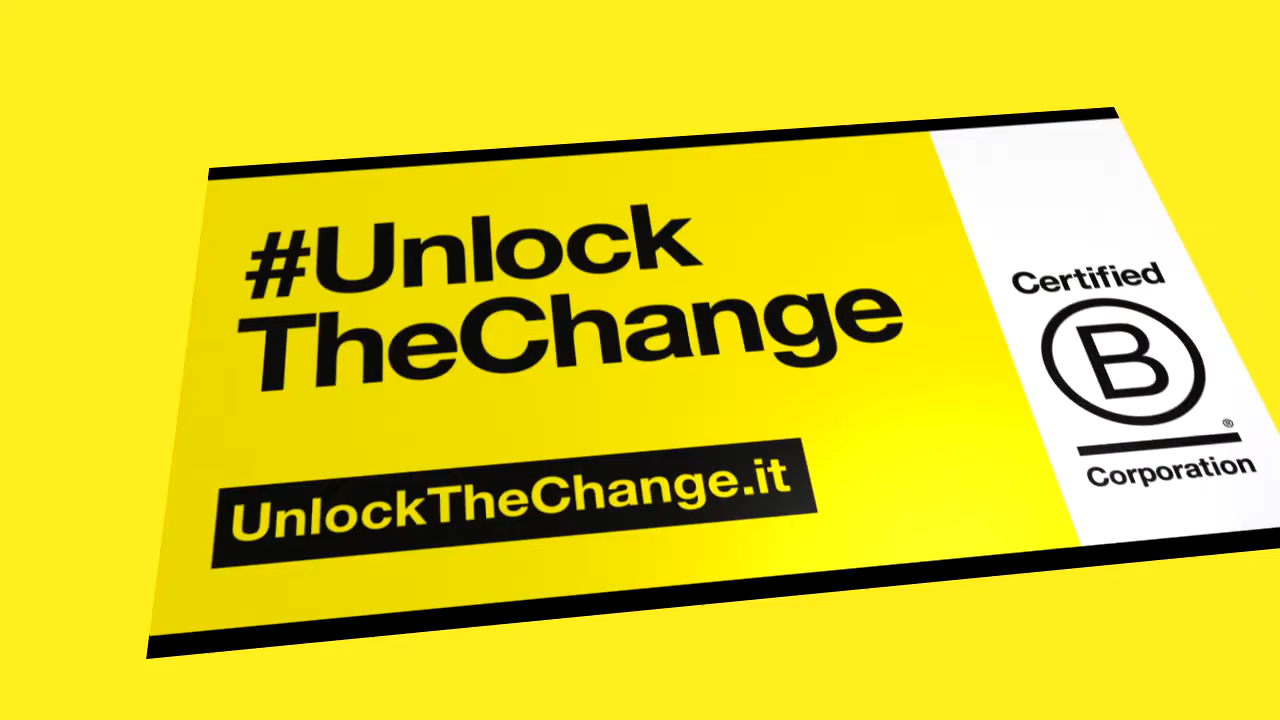 #Unlock
TheChange
UnlockTheChange.it
Certified
B
®
Corporation